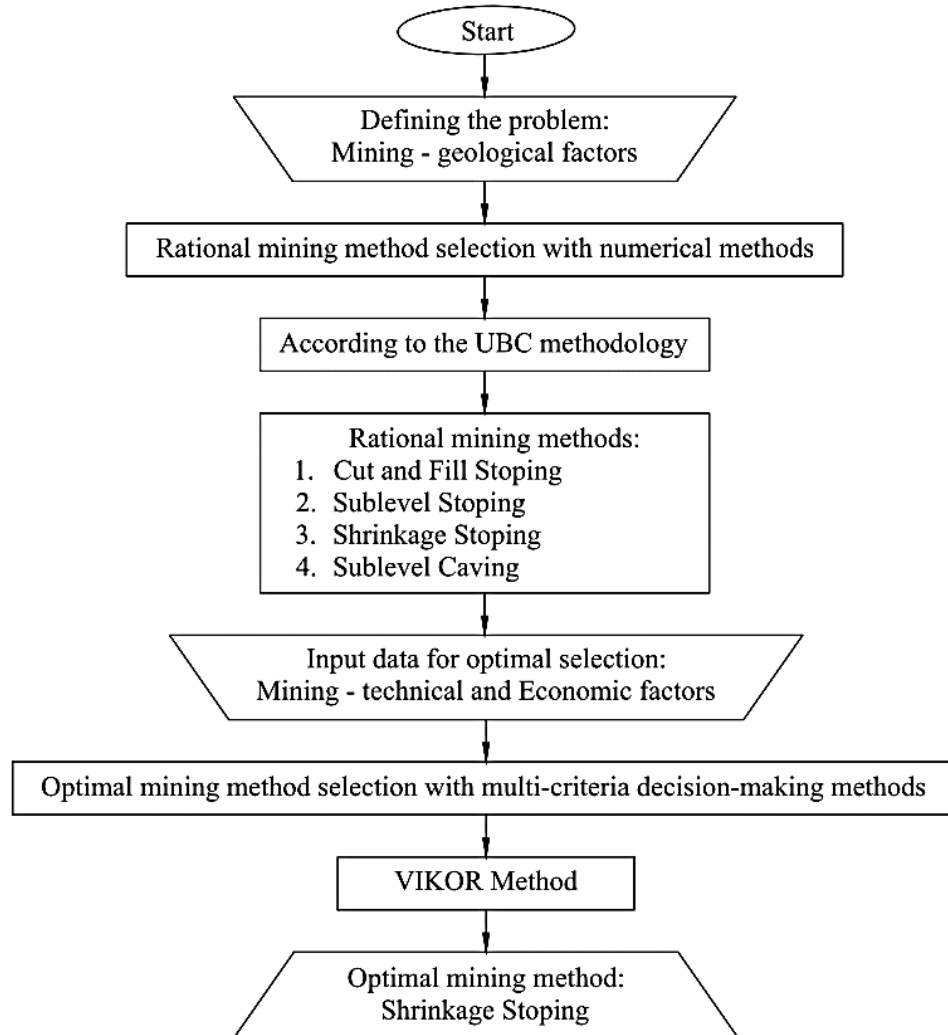 Start
Defining the problem:
Mining - geological factors
Rational mining method selection with numerical methods
According to the UBC methodology
Rational mining methods:
1. Cut and Fill Stoping
2. Sublevel Stoping
3. Shrinkage Stoping
4. Sublevel Caving
Input data for optimal selection:
Mining - technical and Economic factors
Optimal mining method selection with multi-criteria decision-making methods
VIKOR Method
Optimal mining method:
Shrinkage Stoping